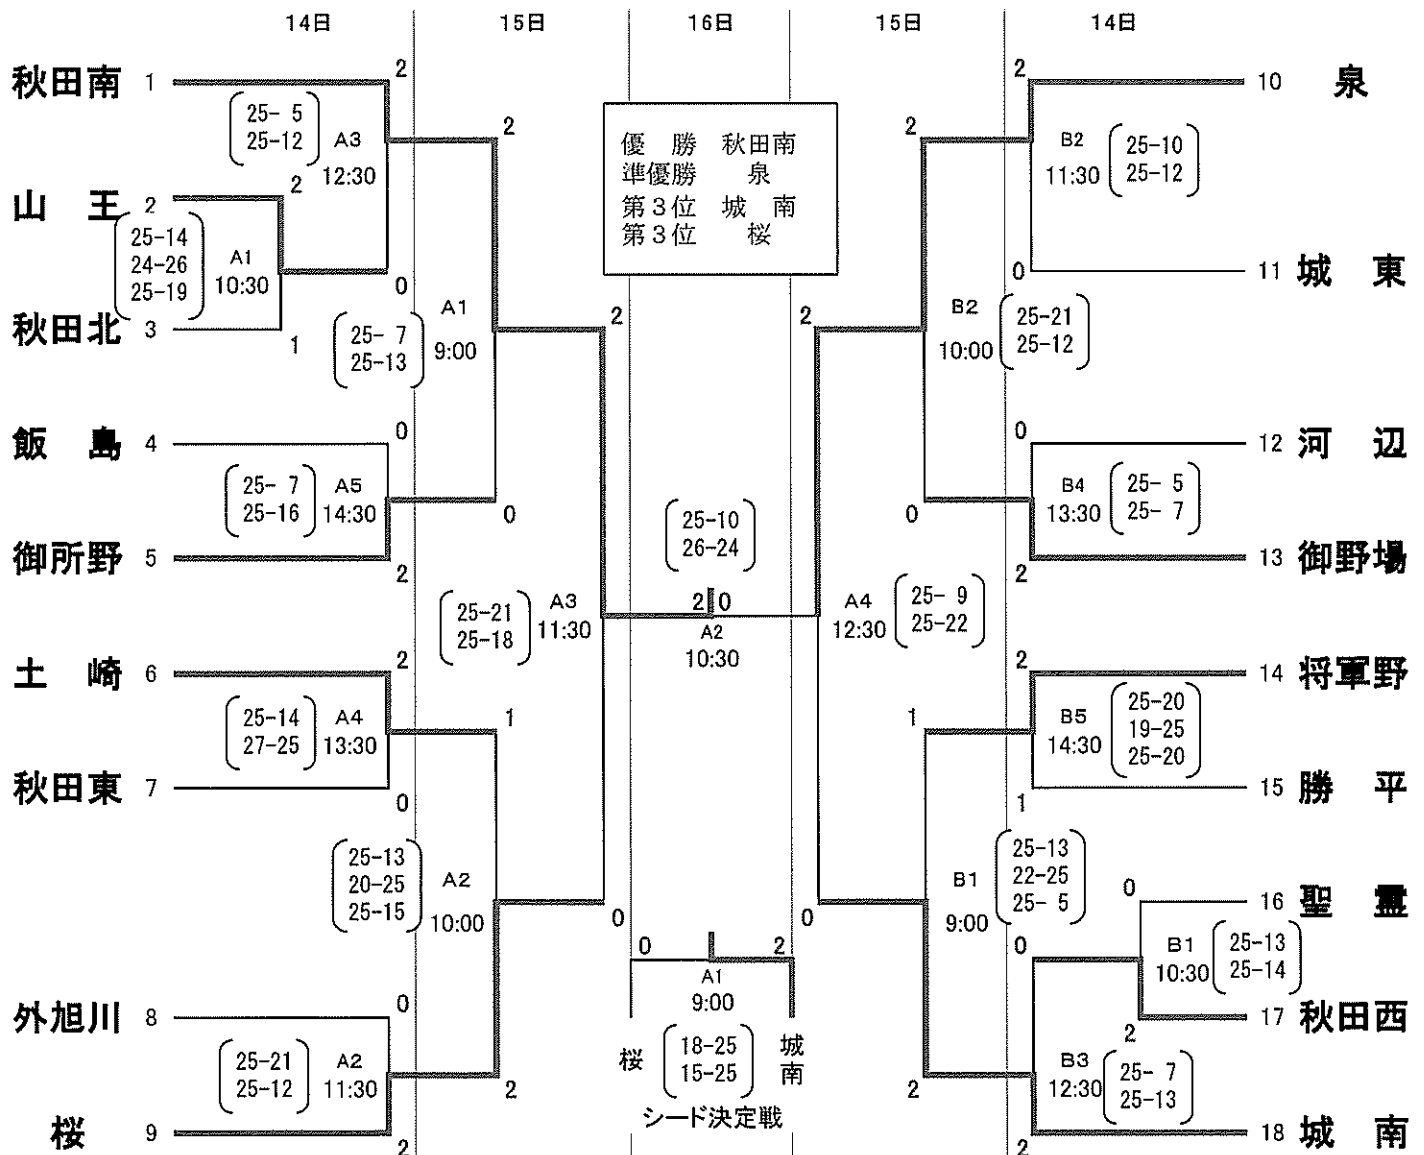 14日 15日 16日 15日 14日
秋田南 1
2
25- 5
25-12
A3
12:30
山 王 2
2
25-14
24-26
25-19
A1
10:30
0
秋田北 3
1
2
25- 7
25-13
A1
9:00
飯 島 4
0
25- 7
25-16
A5
14:30
0
御所野 5
2
土 崎 6
2
25-14
27-25
A4
13:30
秋田東 7
0
1
25-21
25-18
A3
11:30
2
25-13
20-25
25-15
A2
10:00
0
外旭川 8
0
25-21
25-12
A2
11:30
2
桜 9
2
優 勝 秋田南
準優勝 泉
第3位 城 南
第3位 桜
25-10
26-24
2 0
A2
10:30
0 2
A1
9:00
桜
18-25
15-25
城南
シード決定戦
2
10 泉
2
B2
11:30
25-10
25-12
11 城 東
0
2
B2
10:00
25-21
25-12
12 河 辺
0
B4
13:30
25- 5
25- 7
0
13 御野場
2
A4
12:30
25- 9
25-22
14 将軍野
2
B5
14:30
25-20
19-25
25-20
1
15 勝 平
1
B1
9:00
25-13
22-25
25- 5
0
16 聖 霊
0
B1
10:30
25-13
25-14
0
17 秋田西
2
B3
12:30
25- 7
25-13
2
18 城 南
2